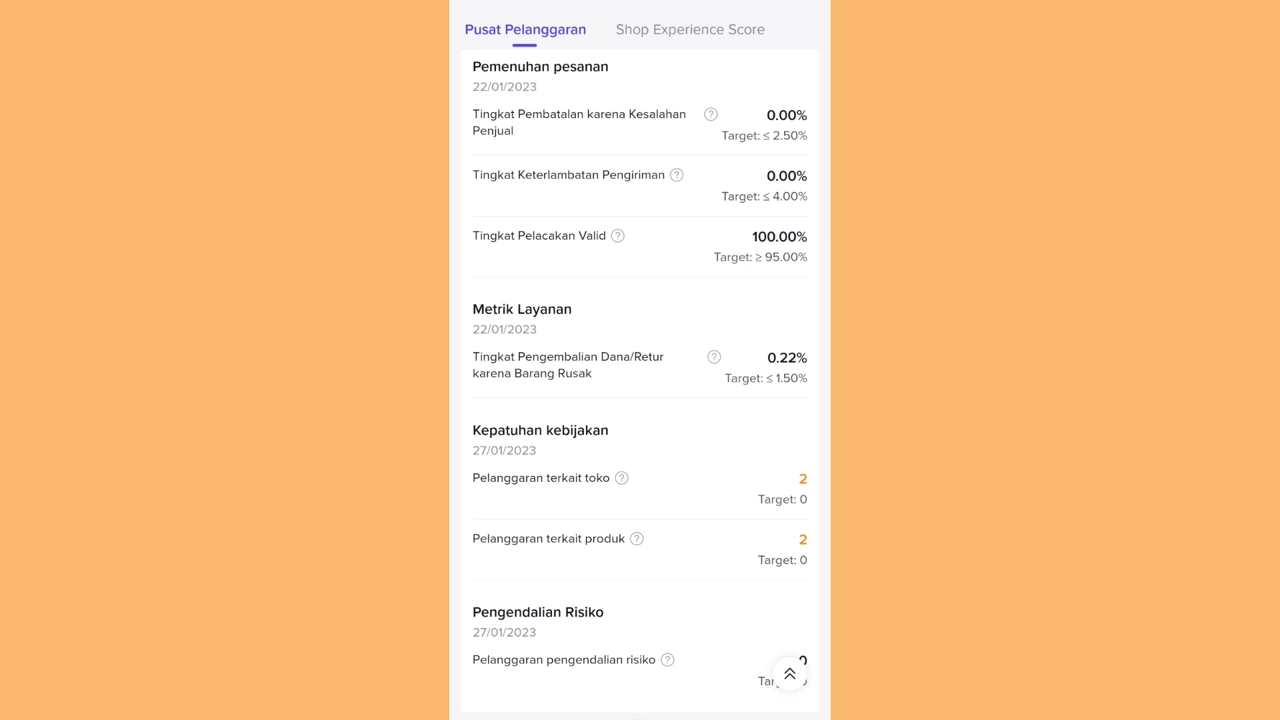 Pusat Pelanggaran
Shop Experience Score
Pemenuhan pesanan
22/01/2023
Tingkat Pembatalan karena Kesalahan
Penjual
0.00%
Target: ≤ 2.50%
Tingkat Keterlambatan Pengiriman
0.00%
Target: ≤ 4.00%
Tingkat Pelacakan Valid
100.00%
Target: ≥ 95.00%
Metrik Layanan
22/01/2023
Tingkat Pengembalian Dana/Retur
karena Barang Rusak
0.22%
Target: ≤ 1.50%
Kepatuhan kebijakan
27/01/2023
Pelanggaran terkait toko
2
Target: 0
Pelanggaran terkait produk
2
Target: 0
Pengendalian Risiko
27/01/2023
Pelanggaran pengendalian risiko
0